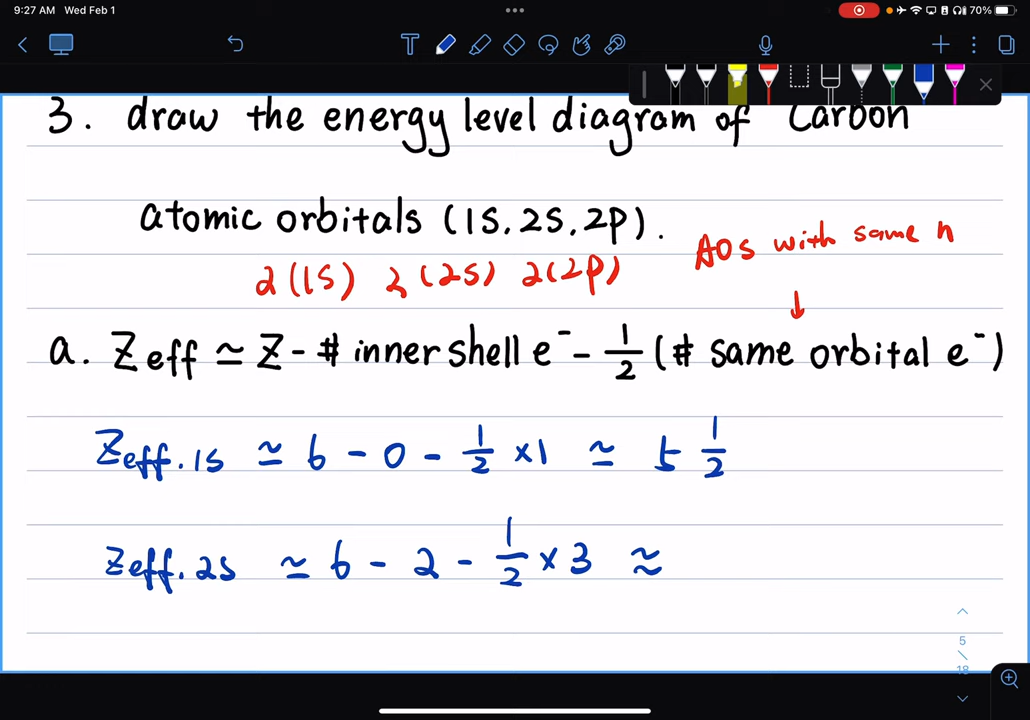 9:27 AM Wed Feb 1
70%
3. draw the energy level diagram of Carbon
atomic orbitals (1S, 2S, 2P).
AOS with same n
2(1S) 2(2S) 2(2P)
↓
a. Zeff ≃ Z - # inner shell e⁻ - 1/2 (# same orbital e⁻)
Zeff.1s ≃ 6 - 0 - 1/2 ×1 ≃ 5 1/2
Zeff.2s ≃ 6 - 2 - 1/2 × 3 ≈
5
18